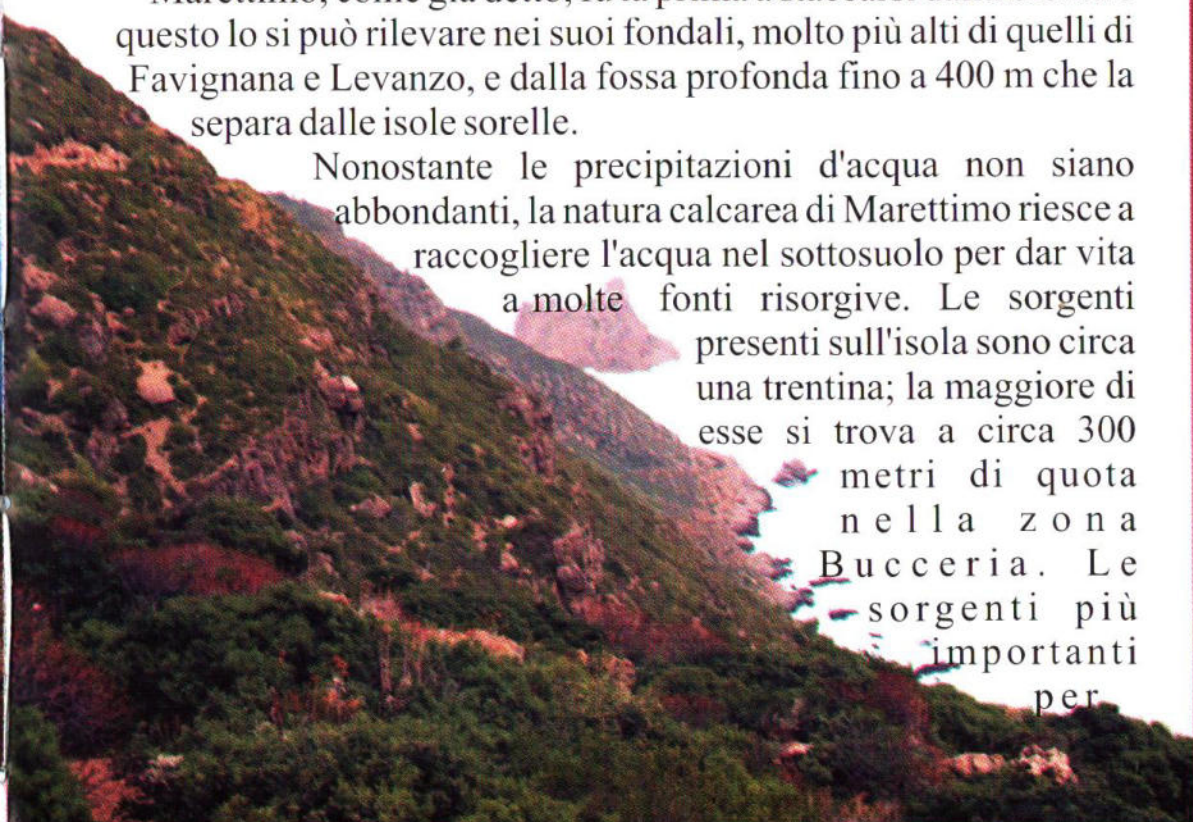 questo lo si può rilevare nei suoi fondali, molto più alti di quelli di
Favignana e Levanzo, e dalla fossa profonda fino a 400 m che la
separa dalle isole sorelle.
Nonostante le precipitazioni d'acqua non siano
abbondanti, la natura calcarea di Marettimo riesce a
raccogliere l'acqua nel sottosuolo per dar vita
a molte fonti risorgive. Le sorgenti
presenti sull'isola sono circa
una trentina; la maggiore di
esse si trova a circa 300
metri di quota
nella zona
Bucceria. Le
sorgenti più
importanti
per